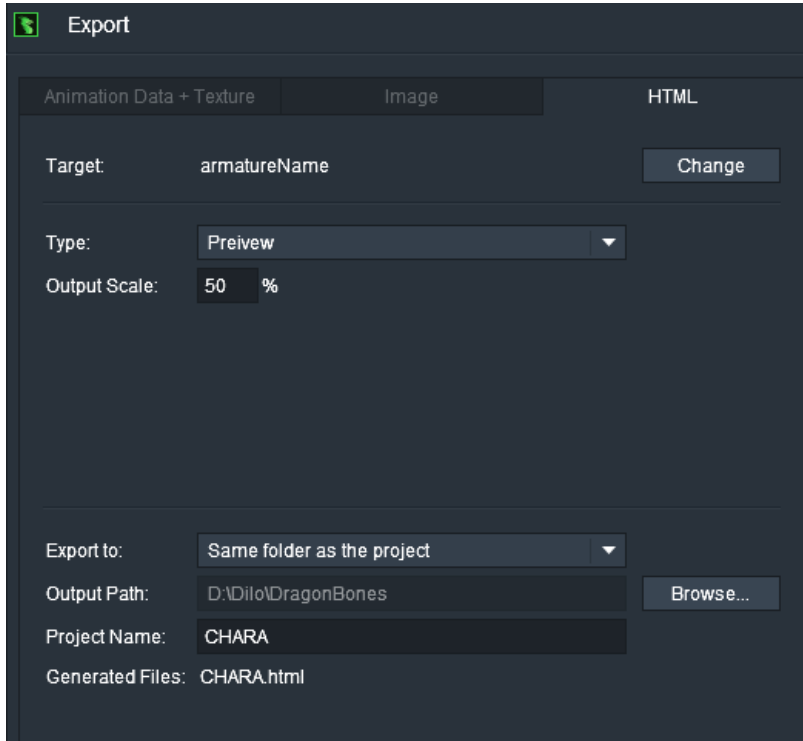 Export
Animation Data + Texture Image HTML
Target: armatureName Change
Type: Preivew
Output Scale: 50 %
Export to: Same folder as the project
Output Path: D:\Dilo\DragonBones Browse...
Project Name: CHARA
Generated Files: CHARA.html